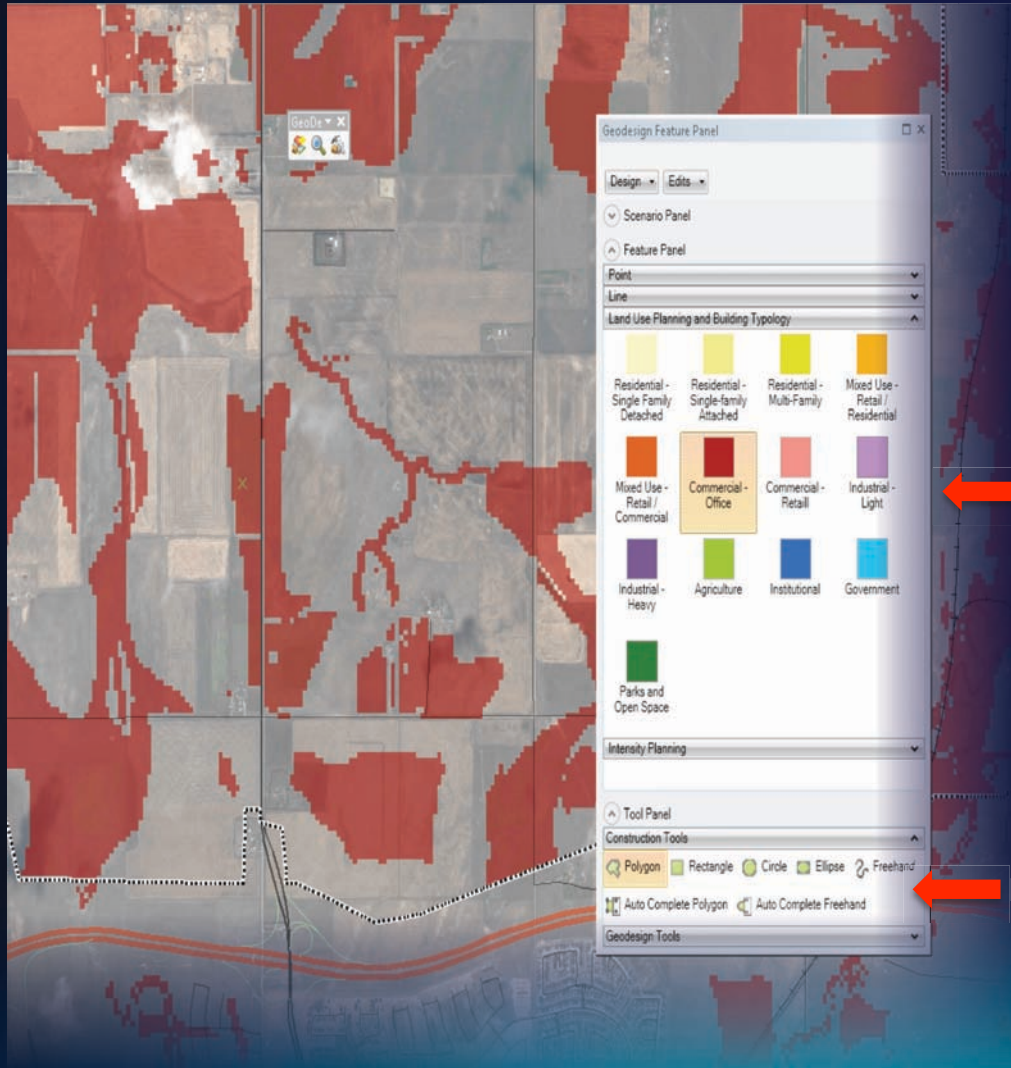 GeoDe
Geodesign Feature Panel
Design Edits
Scenario Panel
Feature Panel
Point
Line
Land Use Planning and Building Typology
Residential -
Single Family
Detached
Residential -
Single-family
Attached
Residential -
Multi-Family
Mixed Use -
Retail /
Residential
Mixed Use -
Retail /
Commercial
Commercial -
Office
Commercial -
Retaill
Industrial -
Light
Industrial -
Heavy
Agriculture
Institutional
Government
Parks and
Open Space
Intensity Planning
Tool Panel
Construction Tools
Polygon Rectangle Circle Ellipse Freehand
Auto Complete Polygon Auto Complete Freehand
Geodesign Tools